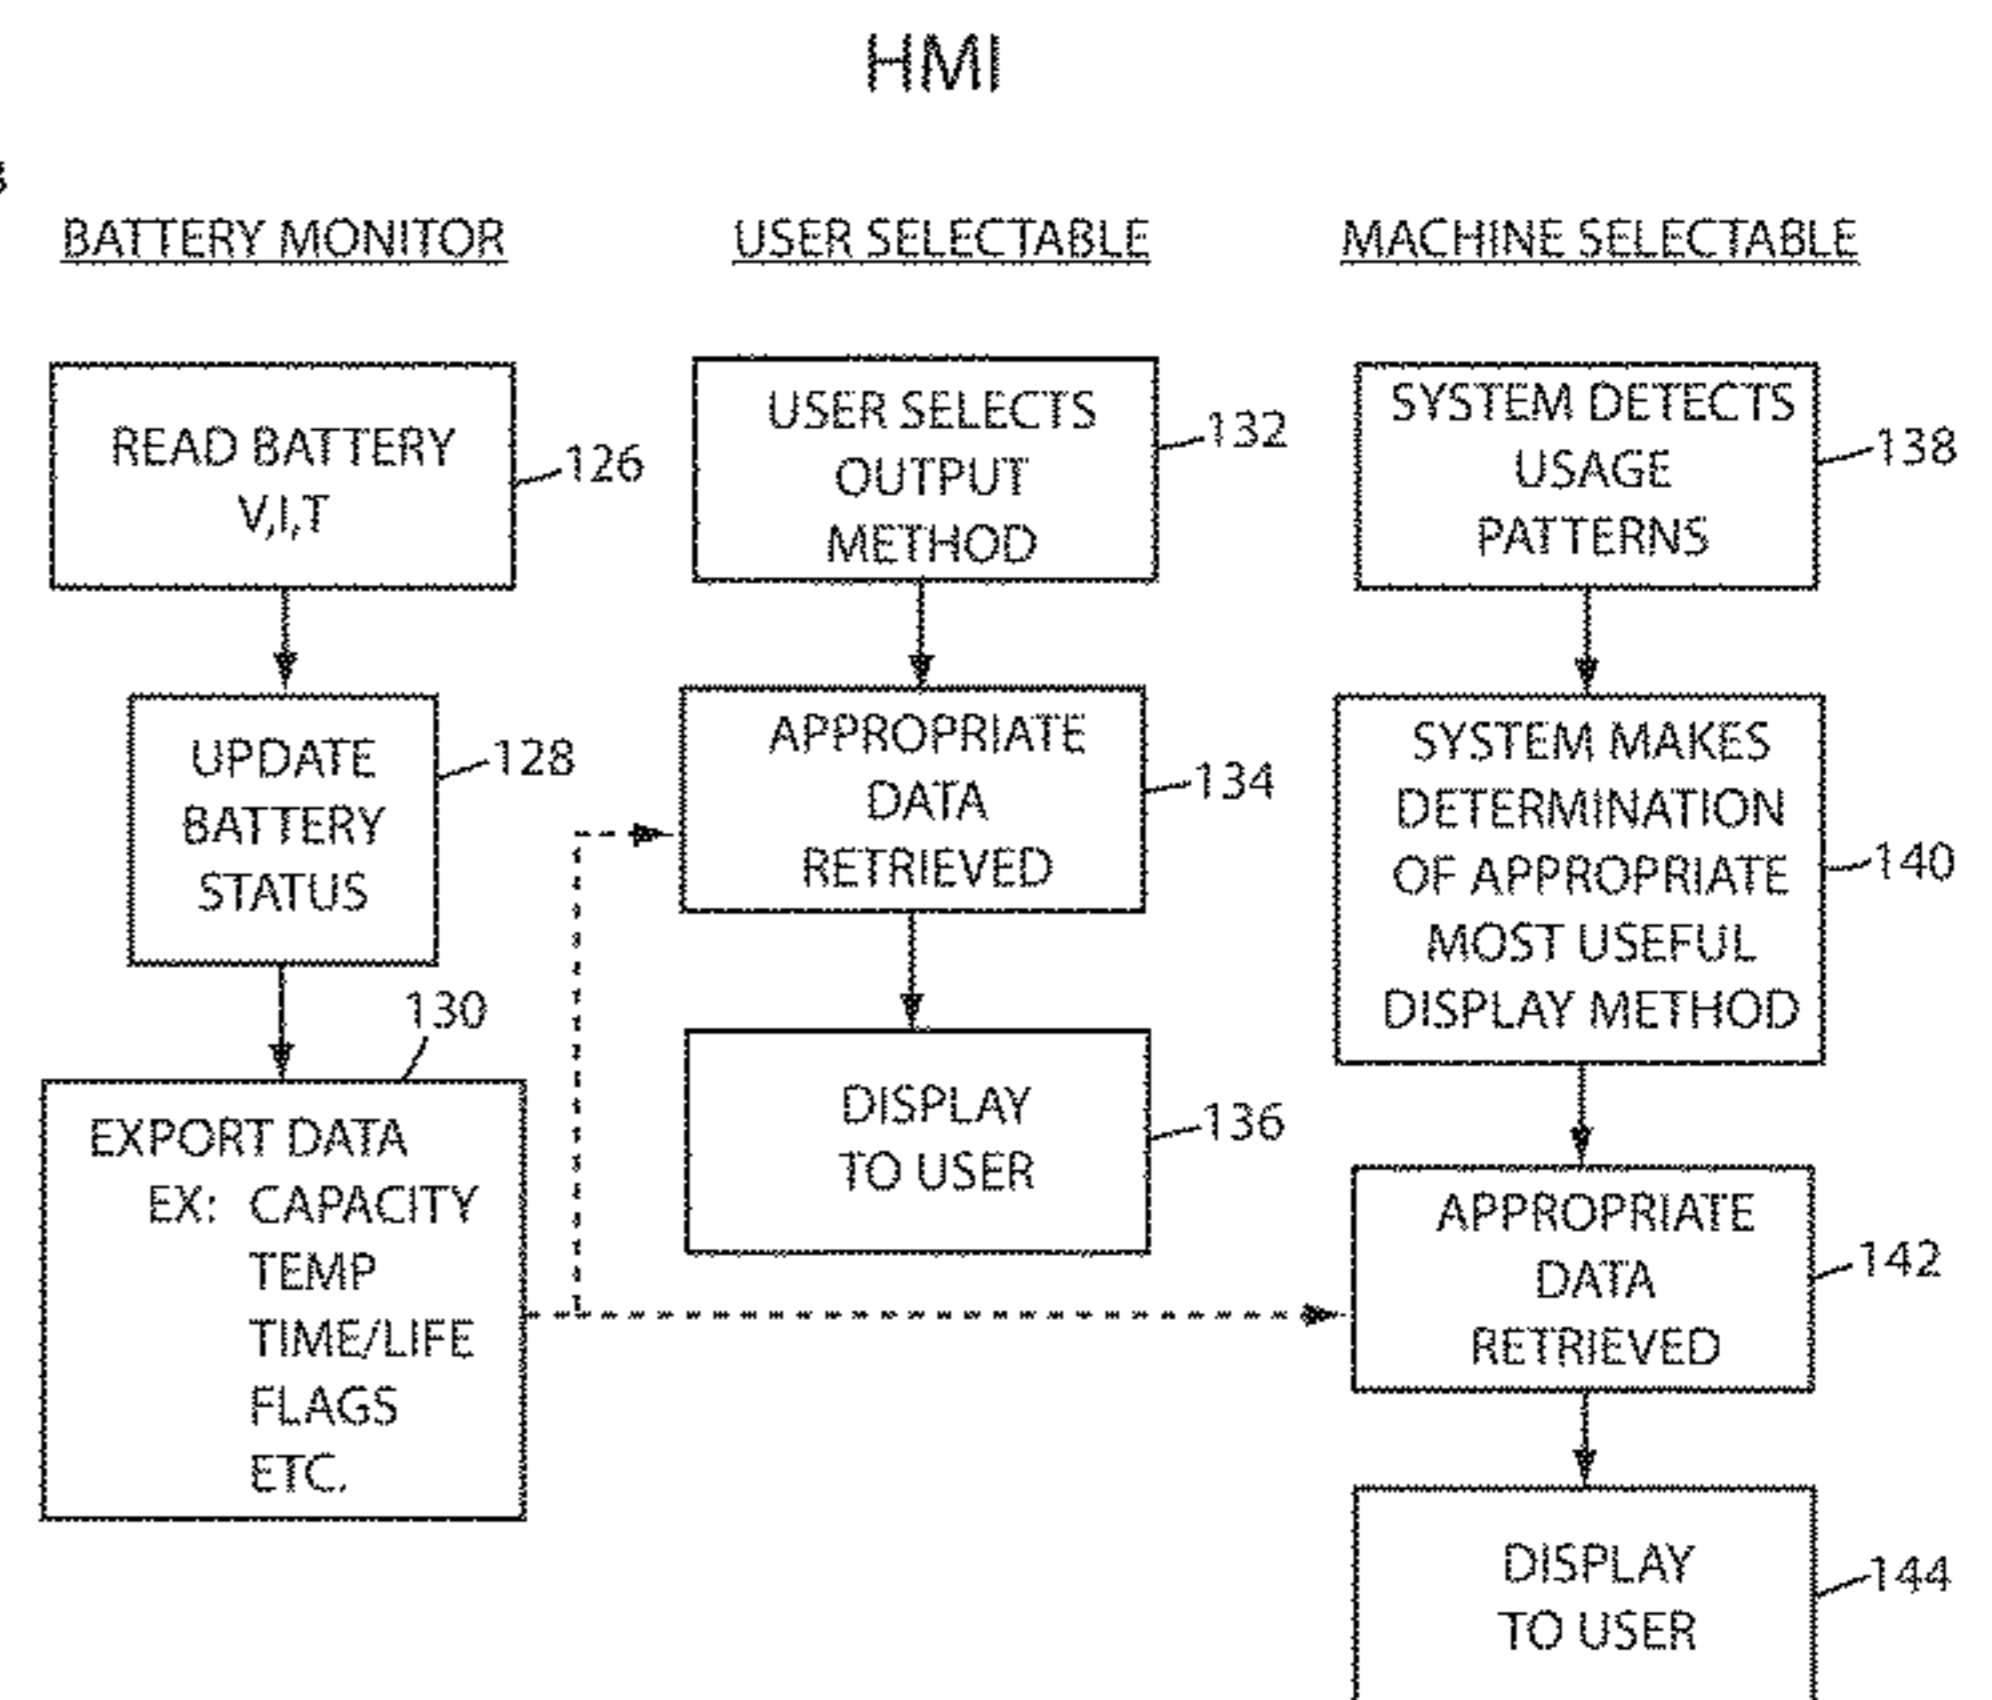 HMI
BATTERY MONITOR
READ BATTERY
V,I,T
126
UPDATE
BATTERY
STATUS
128
130
EXPORT DATA
EX: CAPACITY
TEMP
TIME/LIFE
FLAGS
ETC.
USER SELECTABLE
USER SELECTS
OUTPUT
METHOD
132
APPROPRIATE
DATA
RETRIEVED
134
DISPLAY
TO USER
136
MACHINE SELECTABLE
SYSTEM DETECTS
USAGE
PATTERNS
138
SYSTEM MAKES
DETERMINATION
OF APPROPRIATE
MOST USEFUL
DISPLAY METHOD
140
APPROPRIATE
DATA
RETRIEVED
142
DISPLAY
TO USER
144